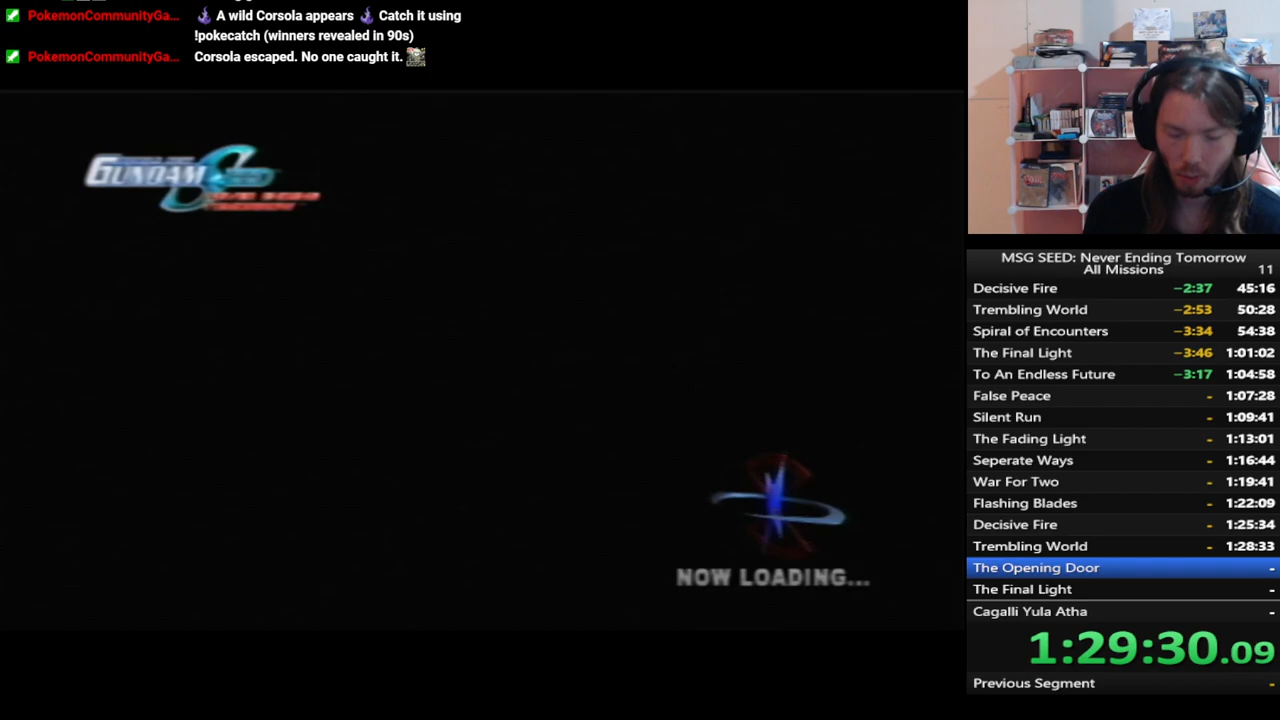 PokemonCommunityGa... A wild Corsola appears Catch it using
!pokecatch (winners revealed in 90s)
PokemonCommunityGa... Corsola escaped. No one caught it.
GUNDAM SEED
NOW LOADING...
MSG SEED: Never Ending Tomorrow
All Missions 11
Decisive Fire −2:37 45:16
Trembling World −2:53 50:28
Spiral of Encounters −3:34 54:38
The Final Light −3:46 1:01:02
To An Endless Future −3:17 1:04:58
False Peace - 1:07:28
Silent Run - 1:09:41
The Fading Light - 1:13:01
Seperate Ways - 1:16:44
War For Two - 1:19:41
Flashing Blades - 1:22:09
Decisive Fire - 1:25:34
Trembling World - 1:28:33
The Opening Door -
The Final Light -
Cagalli Yula Atha -
1:29:30.09
Previous Segment -